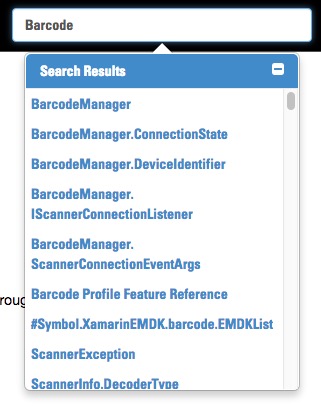 Barcode
Search Results
BarcodeManager
BarcodeManager.ConnectionState
BarcodeManager.DeviceIdentifier
BarcodeManager.
IScannerConnectionListener
BarcodeManager.
ScannerConnectionEventArgs
roug
Barcode Profile Feature Reference
#Symbol.XamarinEMDK.barcode.EMDKList
ScannerException
ScannerInfo.DecoderType